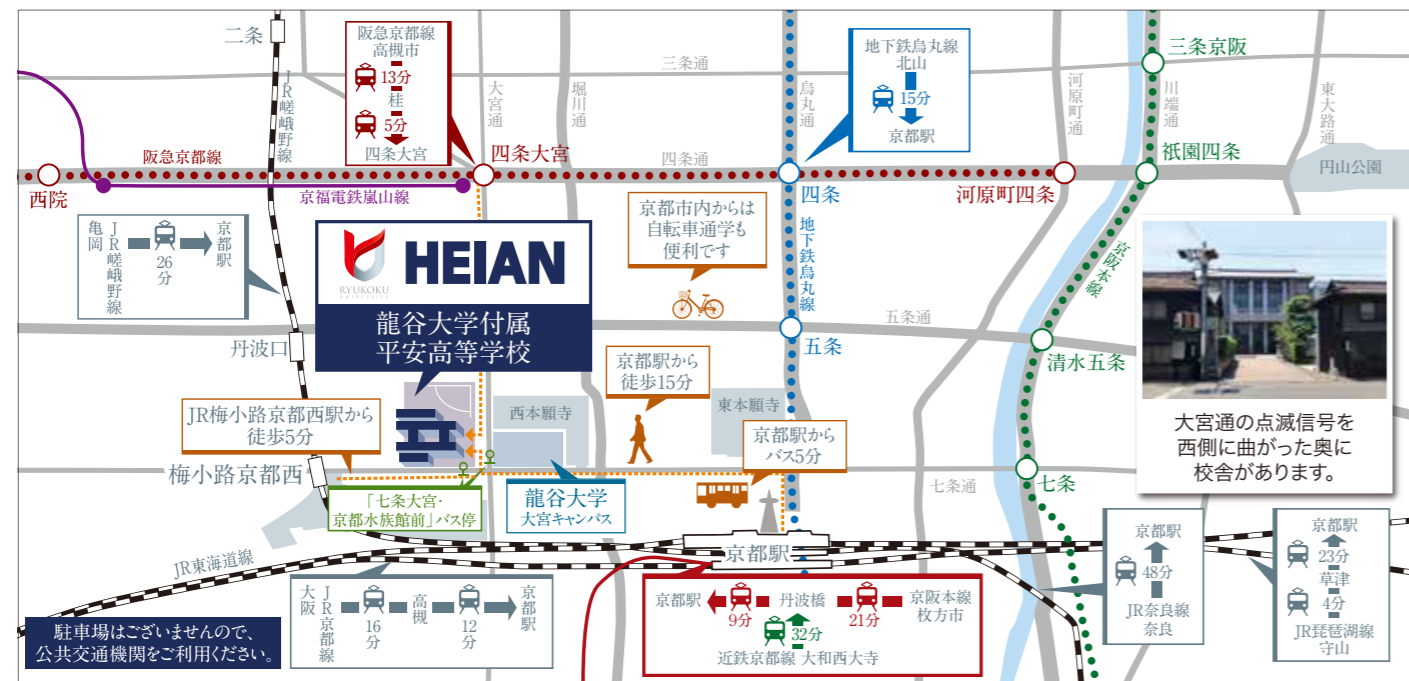 二条
JR嵯峨野線
阪急京都線
高槻市
13分
桂
5分
四条大宮
大宮通
堀川通
三条通
烏丸通
地下鉄烏丸線
北山
15分
京都駅
河原町通
三条京阪
川端通
東大路通
阪急京都線
四条大宮
四条通
祇園四条
円山公園
西院
京福電鉄嵐山線
四条
河原町四条
京都市内からは
自転車通学も
便利です
地下鉄烏丸線
京阪本線
亀岡
JR嵯峨野線
26分
京都駅
RYUKOKU
UNIVERSITY
HEIAN
龍谷大学付属
平安高等学校
丹波口
五条通
五条
清水五条
京都駅から
徒歩15分
JR梅小路京都西駅から
徒歩5分
西本願寺
東本願寺
京都駅から
バス5分
大宮通の点滅信号を
西側に曲がった奥に
校舎があります。
梅小路京都西
「七条大宮・
京都水族館前」バス停
龍谷大学
大宮キャンパス
七条通
七条
京都駅
JR東海道線
大阪
JR京都線
16分
高槻
12分
京都駅
京都駅
9分
丹波橋
21分
京阪本線
枚方市
32分
近鉄京都線 大和西大寺
京都駅
48分
JR奈良線
奈良
京都駅
23分
草津
4分
JR琵琶湖線
守山
駐車場はございませんので、
公共交通機関をご利用ください。